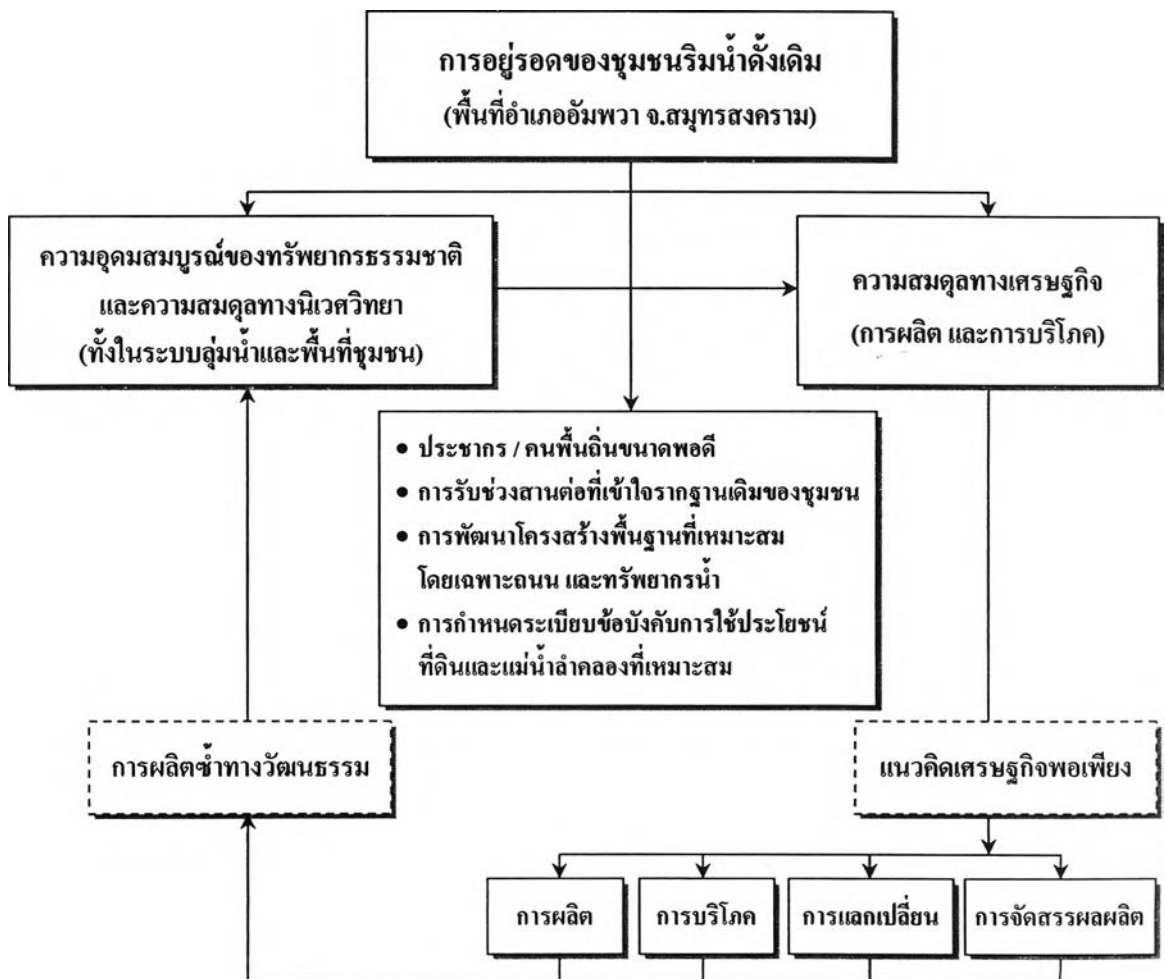 การอยู่รอดของชุมชนริมน้ำดั้งเดิม
(พื้นที่อำเภออัมพวา จ.สมุทรสงคราม)
ความอุดมสมบูรณ์ของทรัพยากรธรรมชาติ
และความสมดุลทางนิเวศวิทยา
(ทั้งในระบบลุ่มน้ำและพื้นที่ชุมชน)
ความสมดุลทางเศรษฐกิจ
(การผลิต และการบริโภค)
• ประชากร / คนพื้นถิ่นขนาดพอดี
• การรับช่วงสานต่อที่เข้าใจรากฐานเดิมของชุมชน
• การพัฒนาโครงสร้างพื้นฐานที่เหมาะสม
โดยเฉพาะถนน และทรัพยากรน้ำ
• การกำหนดระเบียบข้อบังคับการใช้ประโยชน์
ที่ดินและแม่น้ำลำคลองที่เหมาะสม
การผลิตซ้ำทางวัฒนธรรม
แนวคิดเศรษฐกิจพอเพียง
การผลิต
การบริโภค
การแลกเปลี่ยน
การจัดสรรผลผลิต